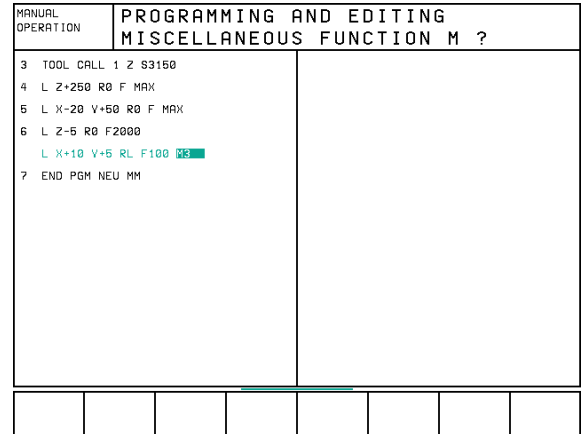 MANUAL
OPERATION
PROGRAMMING AND EDITING
MISCELLANEOUS FUNCTION M ?
3 TOOL CALL 1 Z S3150
4 L Z+250 R0 F MAX
5 L X-20 Y+50 R0 F MAX
6 L Z-5 R0 F2000
L X+10 Y+5 RL F100 M3
7 END PGM NEU MM